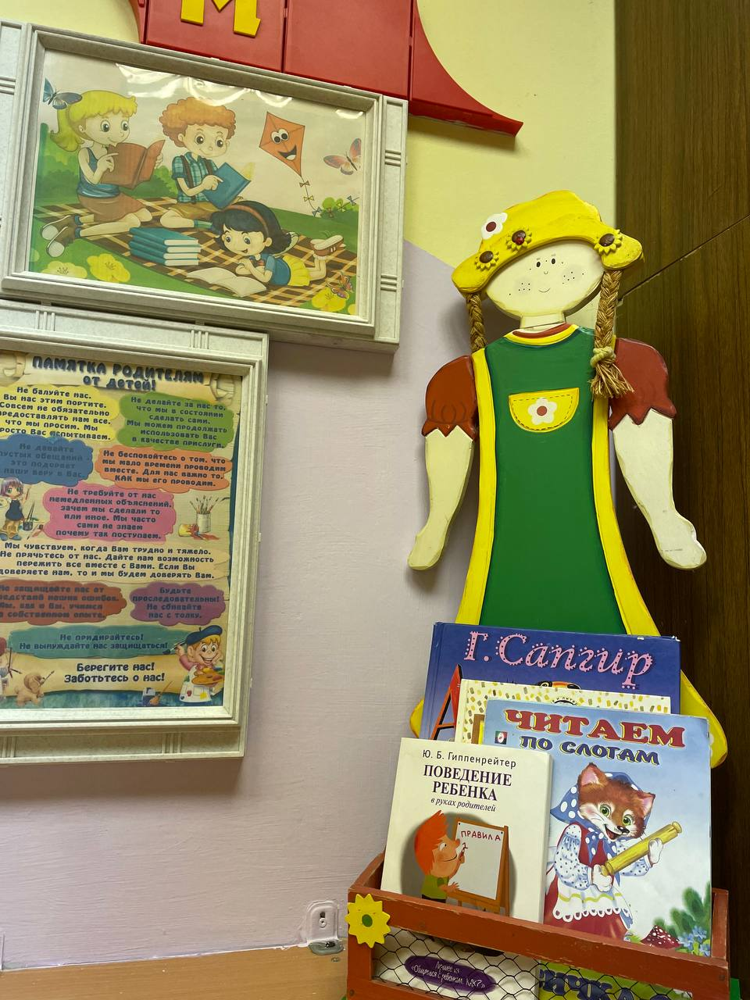 М
ПАМЯТКА РОДИТЕЛЯМ
ОТ ДЕТЕЙ!
Не балуйте нас.
Вы нас этим портите.
Совсем не обязательно
предоставлять нам все,
что мы просим. Мы
просто Вас испытываем.
Не делайте за нас то,
что мы в состоянии
сделать сами.
Мы можем продолжать
использовать Вас
в качестве прислуги.
Не давайте
пустых обещаний -
это подорвет
нашу веру в Вас.
Не беспокойтесь о том, что
мы мало времени проводим
вместе. Для нас важно то,
КАК мы его проводим.
Не требуйте от нас
немедленных объяснений,
зачем мы сделали то
или иное. Мы часто
сами не знаем
почему так поступаем.
Мы чувствуем, когда Вам трудно и тяжело.
Не прячьтесь от нас. Дайте нам возможность
пережить все вместе с Вами. Если Вы
доверяете нам, то и мы будем доверять Вам.
Не защищайте нас от
последствий наших ошибок.
Мы, как и Вы, учимся
на собственном опыте.
Будьте
последовательны!
Не сбивайте
нас с толку.
Не придирайтесь!
Не вынуждайте нас защищаться!
Берегите нас!
Заботьтесь о нас!
Г. Сапгир
ЧИТАЕМ
ПО СЛОГАМ
Ю. Б. Гиппенрейтер
ПОВЕДЕНИЕ
РЕБЕНКА
в руках родителей
ПРАВИЛА
Лучшее из
«Общаться с ребенком. КАК?»